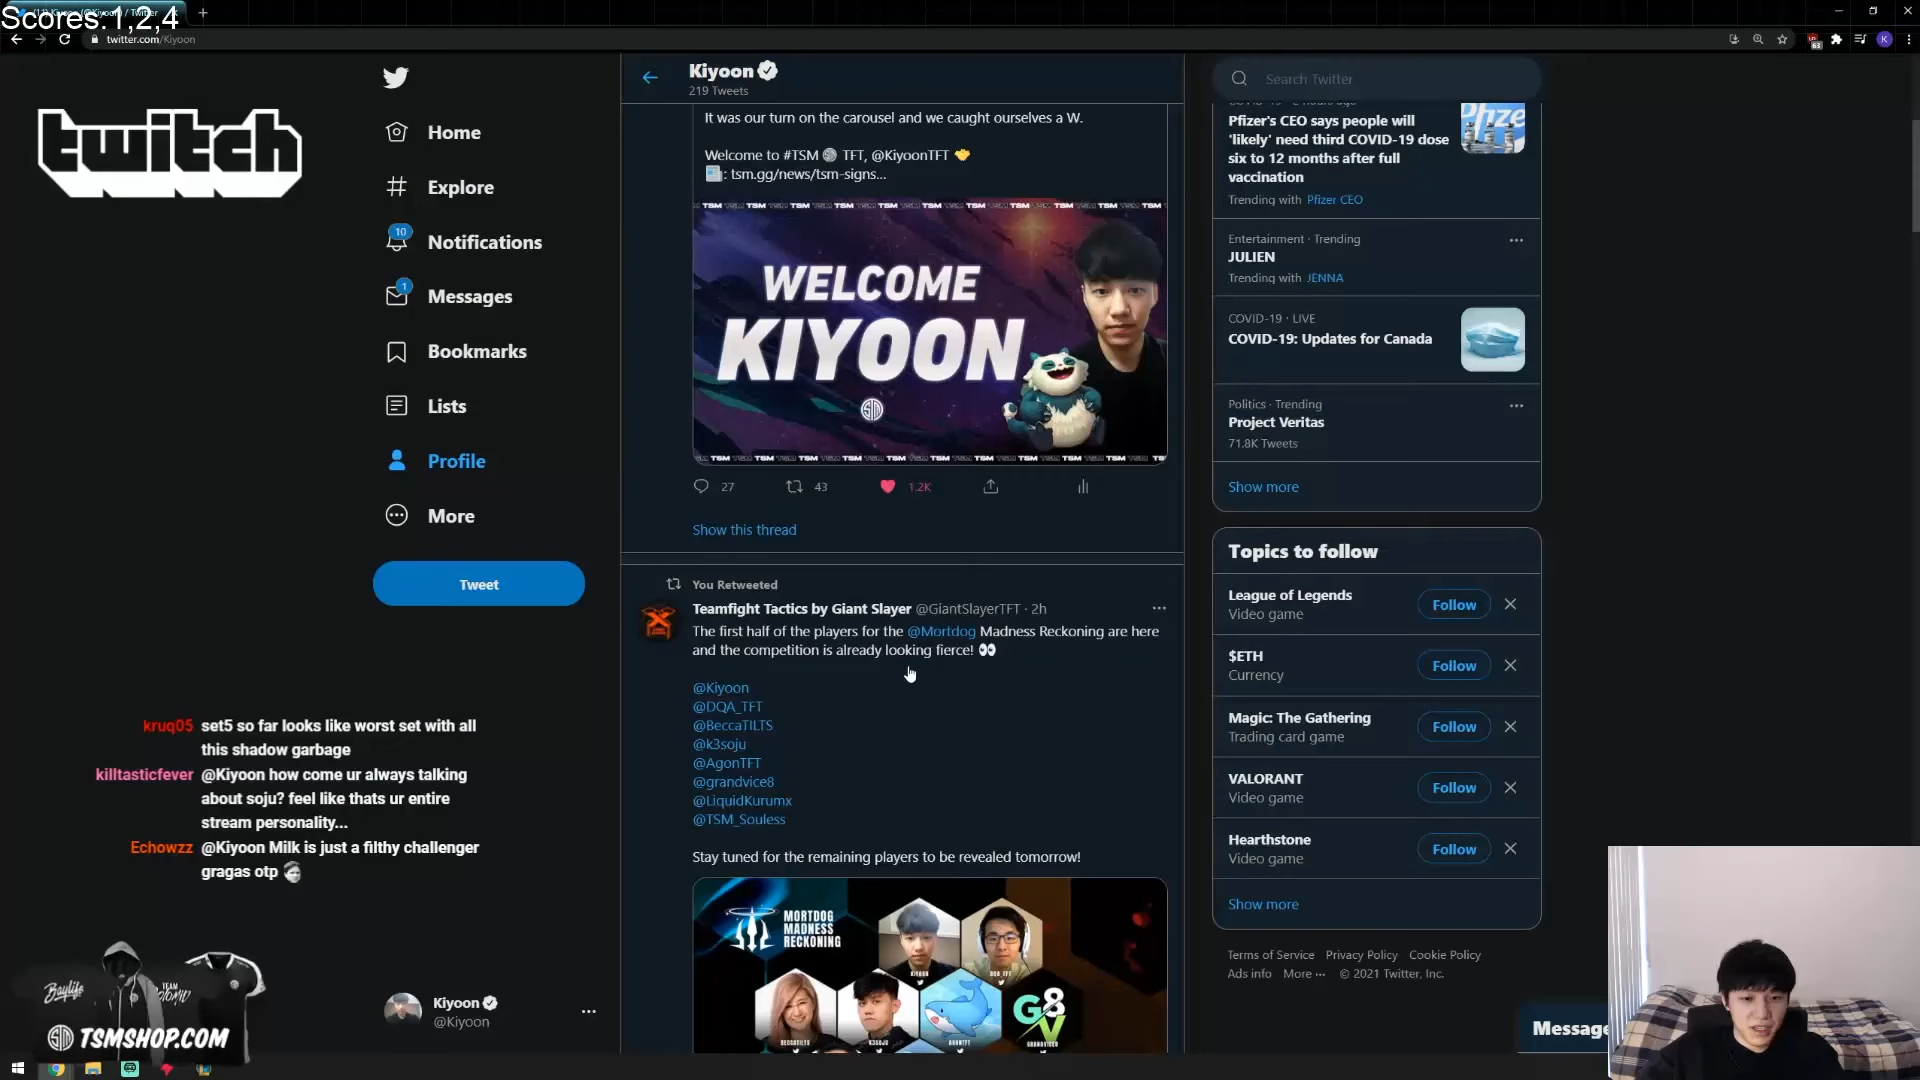 Scores:1,2,4
twitter.com/Kiyoon
twitch
Home
Explore
10
Notifications
1
Messages
Bookmarks
Lists
Profile
More
Tweet
kruq05 set5 so far looks like worst set with all
this shadow garbage
killtasticfever @Kiyoon how come ur always talking
about soju? feel like thats ur entire
stream personality...
Echowzz @Kiyoon Milk is just a filthy challenger
gragas otp
Baylife
TEAM
TSMSHOP.COM
Kiyoon
@Kiyoon
Kiyoon
219 Tweets
It was our turn on the carousel and we caught ourselves a W.
Welcome to #TSM TFT, @KiyoonTFT
: tsm.gg/news/tsm-signs...
WELCOME
KIYOON
27
43
1.2K
Show this thread
You Retweeted
Teamfight Tactics by Giant Slayer @GiantSlayerTFT · 2h
The first half of the players for the @Mortdog Madness Reckoning are here
and the competition is already looking fierce! 👀
@Kiyoon
@DQA_TFT
@BeccaTILTS
@k3soju
@AgonTFT
@grandvice8
@LiquidKurumx
@TSM_Souless
Stay tuned for the remaining players to be revealed tomorrow!
MORTDOG
MADNESS
RECKONING
KIYOON
DQA_TFT
BECCATILTS
K3SOJU
AGONTFT
G8V
GRANDVICE8
Search Twitter
Pfizer's CEO says people will
'likely' need third COVID-19 dose
six to 12 months after full
vaccination
Trending with Pfizer CEO
Entertainment · Trending
JULIEN
Trending with JENNA
COVID-19 · LIVE
COVID-19: Updates for Canada
Politics · Trending
Project Veritas
71.8K Tweets
Show more
Topics to follow
League of Legends
Video game
Follow
$ETH
Currency
Follow
Magic: The Gathering
Trading card game
Follow
VALORANT
Video game
Follow
Hearthstone
Video game
Follow
Show more
Terms of Service Privacy Policy Cookie Policy
Ads info More ··· © 2021 Twitter, Inc.
Message
63
K